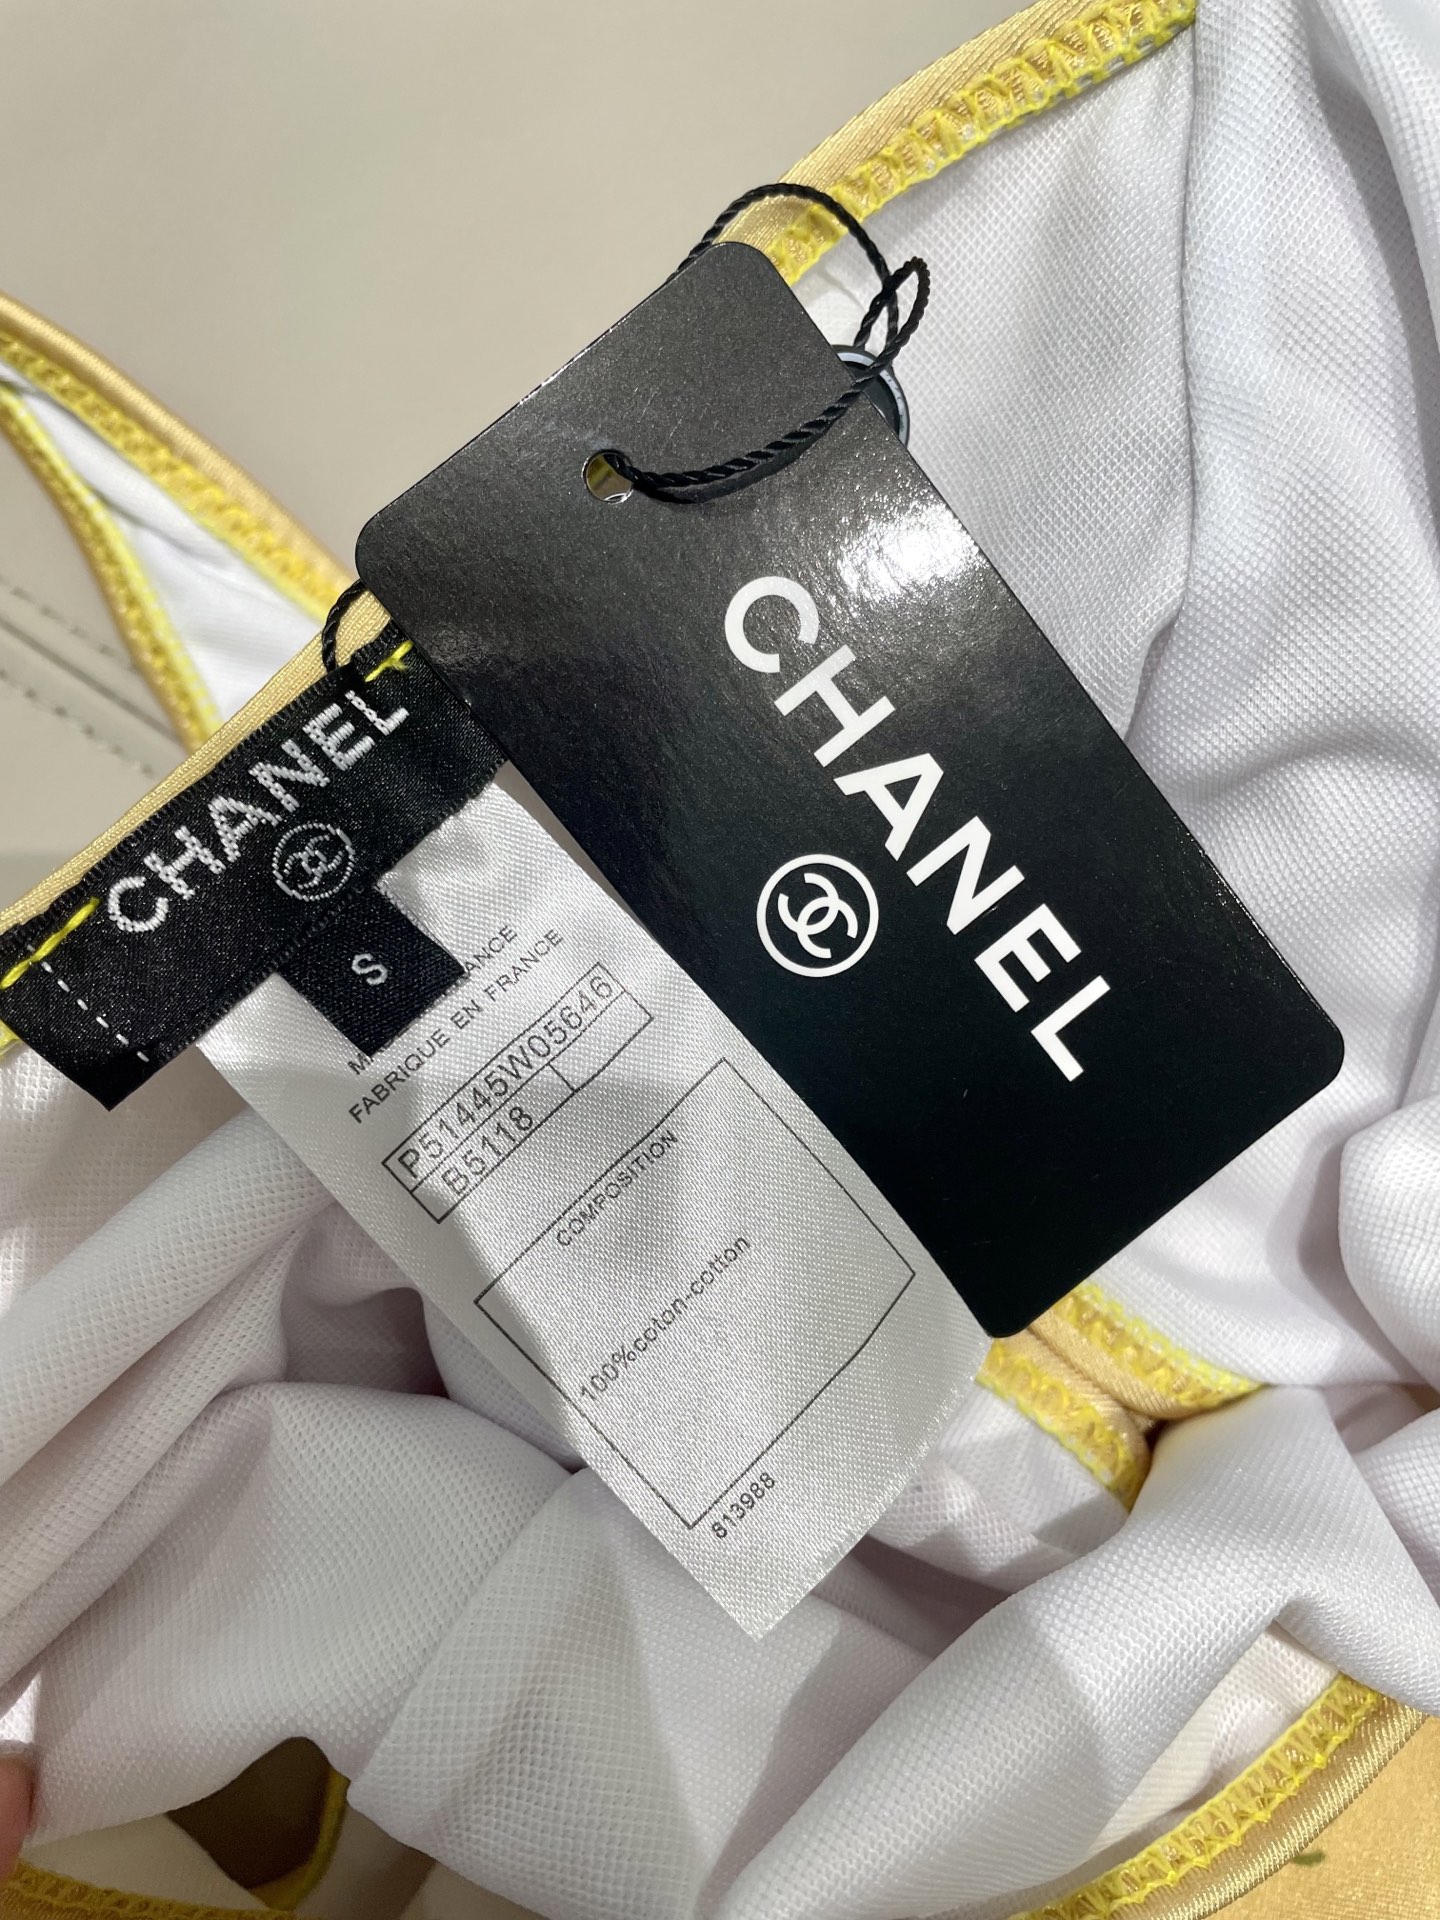 CHANEL
CHANEL
S
FABRIQUE EN FRANCE
P51445W05646
B5118
COMPOSITION
100%coton-cotton
813988